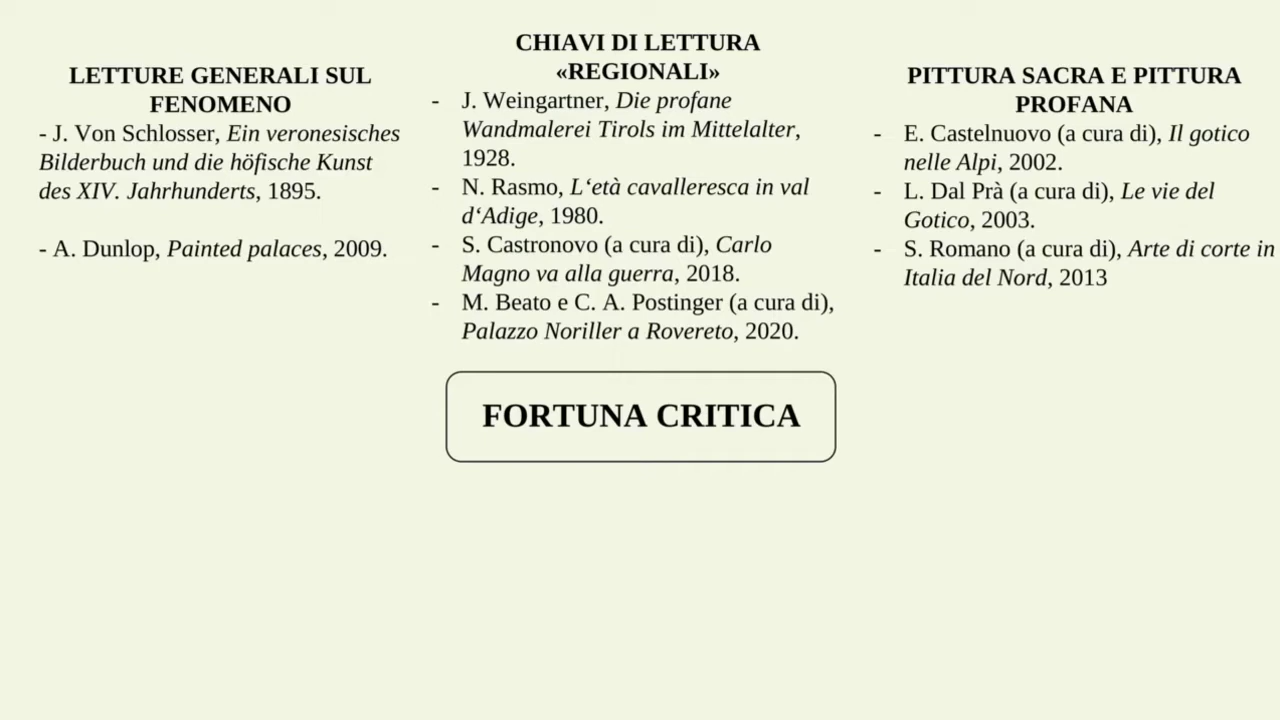 LETTURE GENERALI SUL
FENOMENO
- J. Von Schlosser, Ein veronesisches
Bilderbuch und die höfische Kunst
des XIV. Jahrhunderts, 1895.
- A. Dunlop, Painted palaces, 2009.
CHIAVI DI LETTURA
«REGIONALI»
- J. Weingartner, Die profane
Wandmalerei Tirols im Mittelalter,
1928.
- N. Rasmo, L‘età cavalleresca in val
d‘Adige, 1980.
- S. Castronovo (a cura di), Carlo
Magno va alla guerra, 2018.
- M. Beato e C. A. Postinger (a cura di),
Palazzo Noriller a Rovereto, 2020.
PITTURA SACRA E PITTURA
PROFANA
- E. Castelnuovo (a cura di), Il gotico
nelle Alpi, 2002.
- L. Dal Prà (a cura di), Le vie del
Gotico, 2003.
- S. Romano (a cura di), Arte di corte in
Italia del Nord, 2013
FORTUNA CRITICA